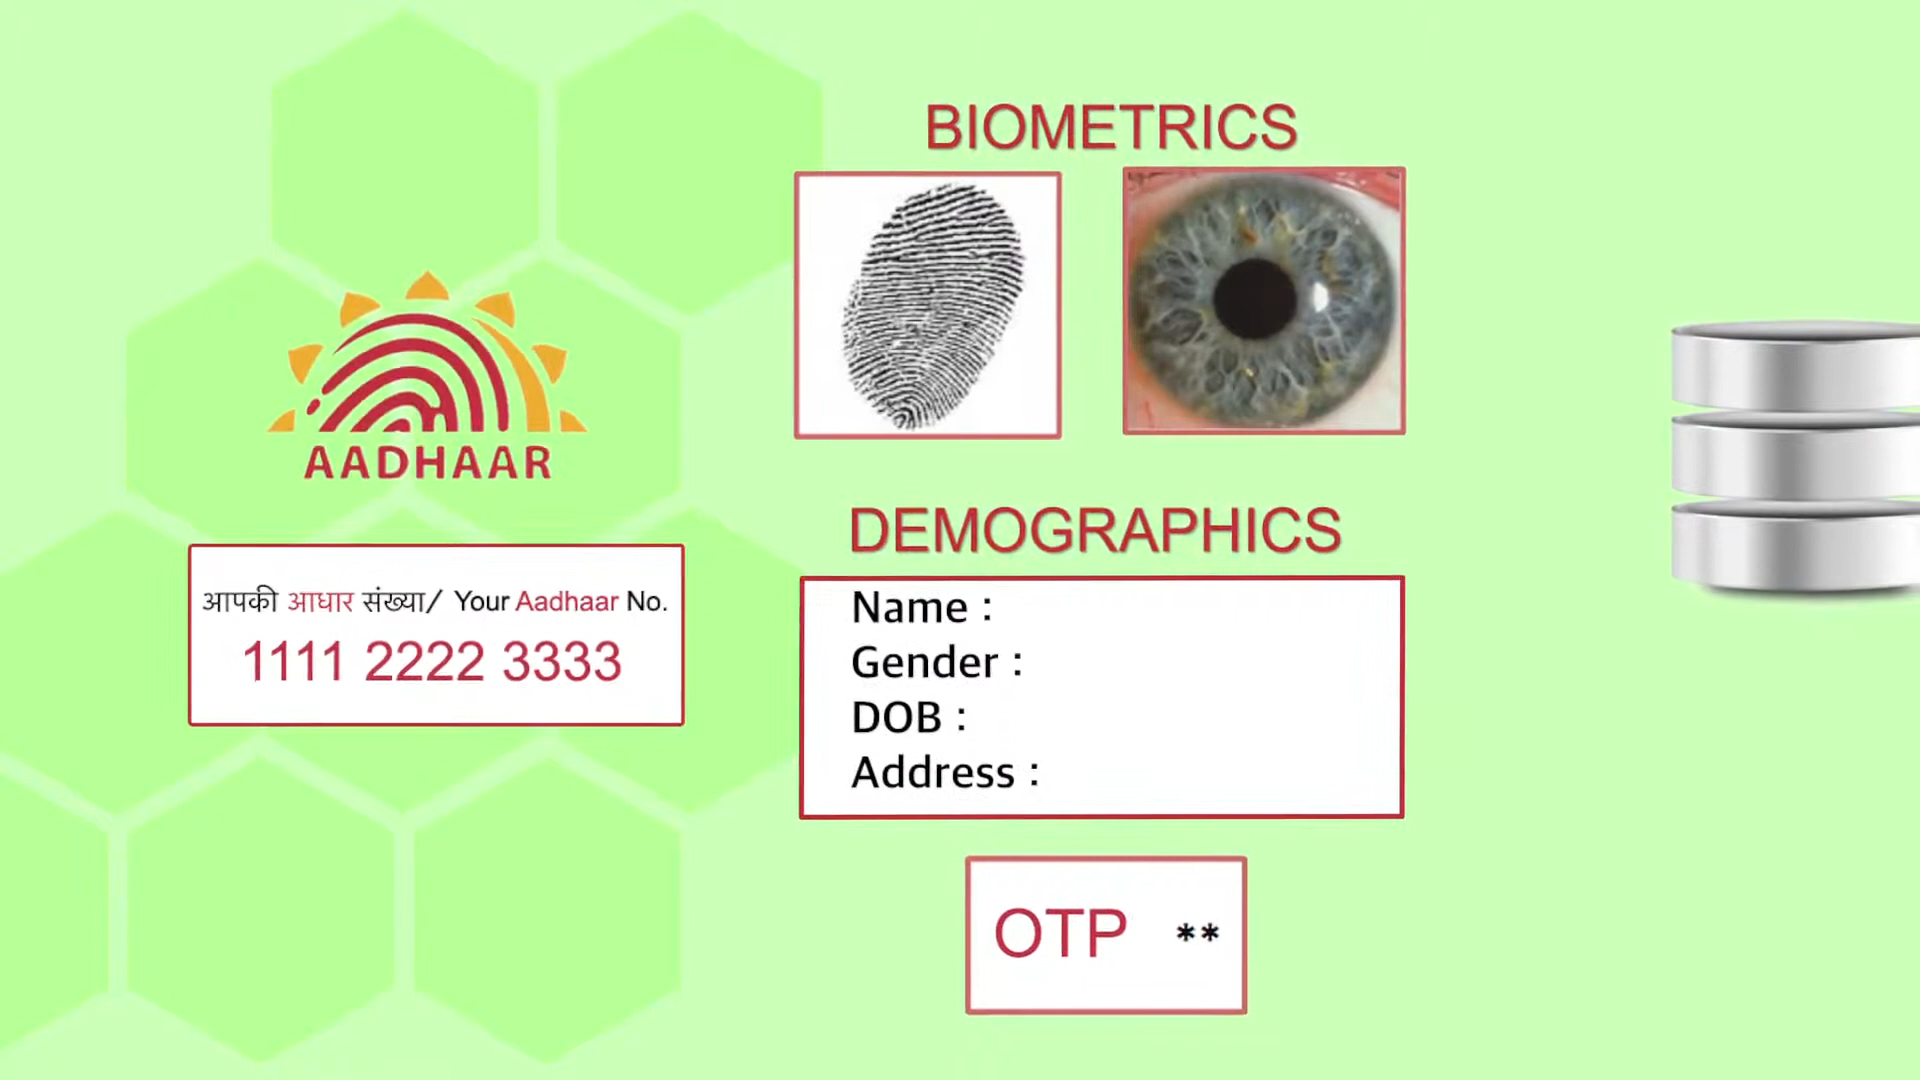 AADHAAR
आपकी आधार संख्या/ Your Aadhaar No.
1111 2222 3333
BIOMETRICS
DEMOGRAPHICS
Name :
Gender :
DOB :
Address :
OTP **